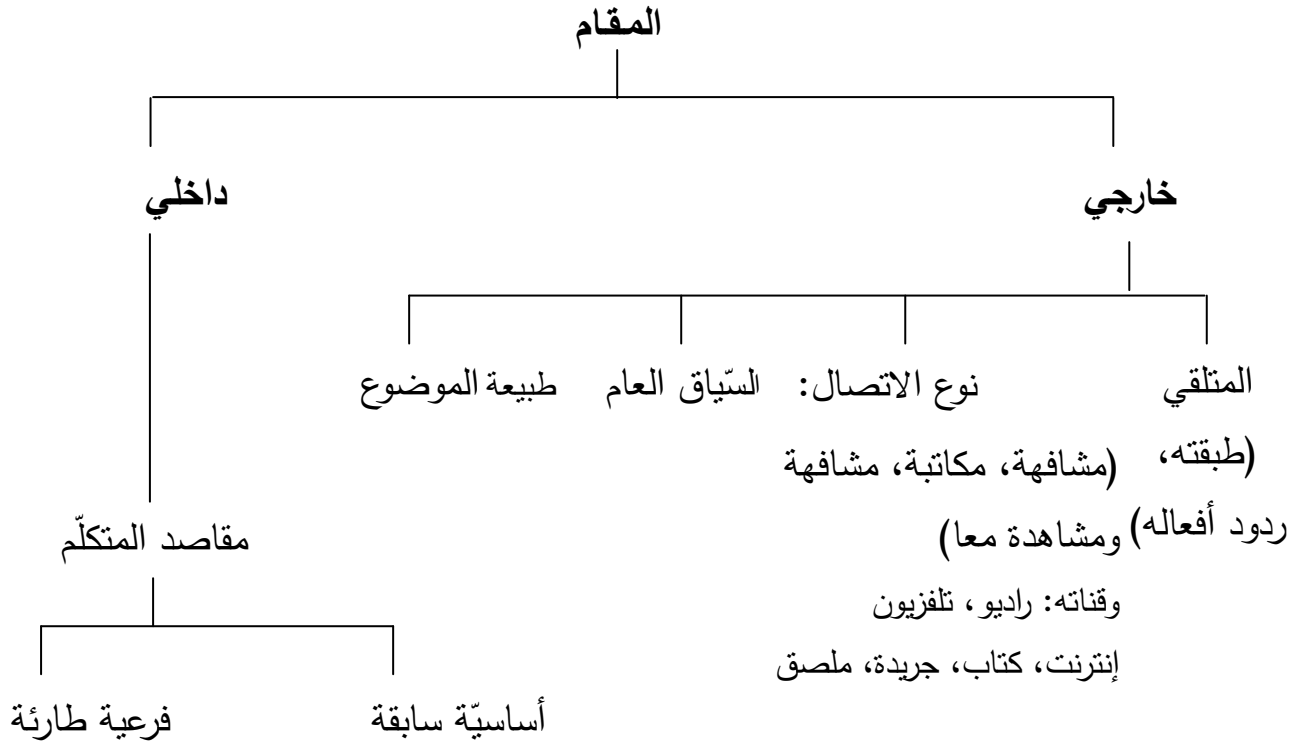 المقام
خارجي
داخلي
المتلقي
(طبقته،
ردود أفعاله)
نوع الاتصال:
(مشافهة، مكاتبة، مشافهة
ومشاهدة معا)
وقناته: راديو، تلفزيون
إنترنت، كتاب، جريدة، ملصق
السّياق العام
طبيعة الموضوع
مقاصد المتكلّم
أساسيّة سابقة
فرعية طارئة